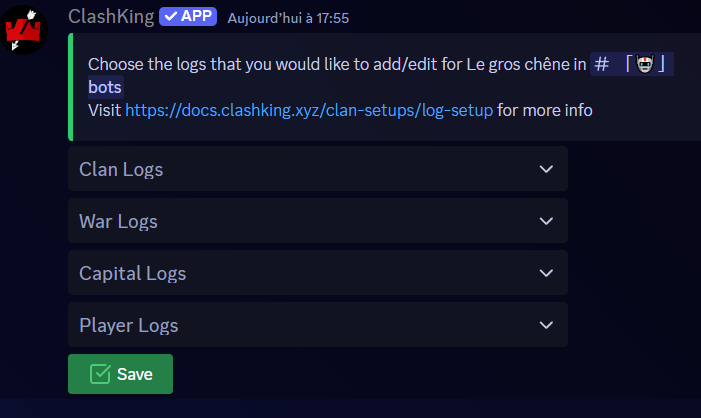 ClashKing ✓ APP Aujourd'hui à 17:55
Choose the logs that you would like to add/edit for Le gros chêne in # 「🤖」
bots
Visit https://docs.clashking.xyz/clan-setups/log-setup for more info
Clan Logs
War Logs
Capital Logs
Player Logs
Save